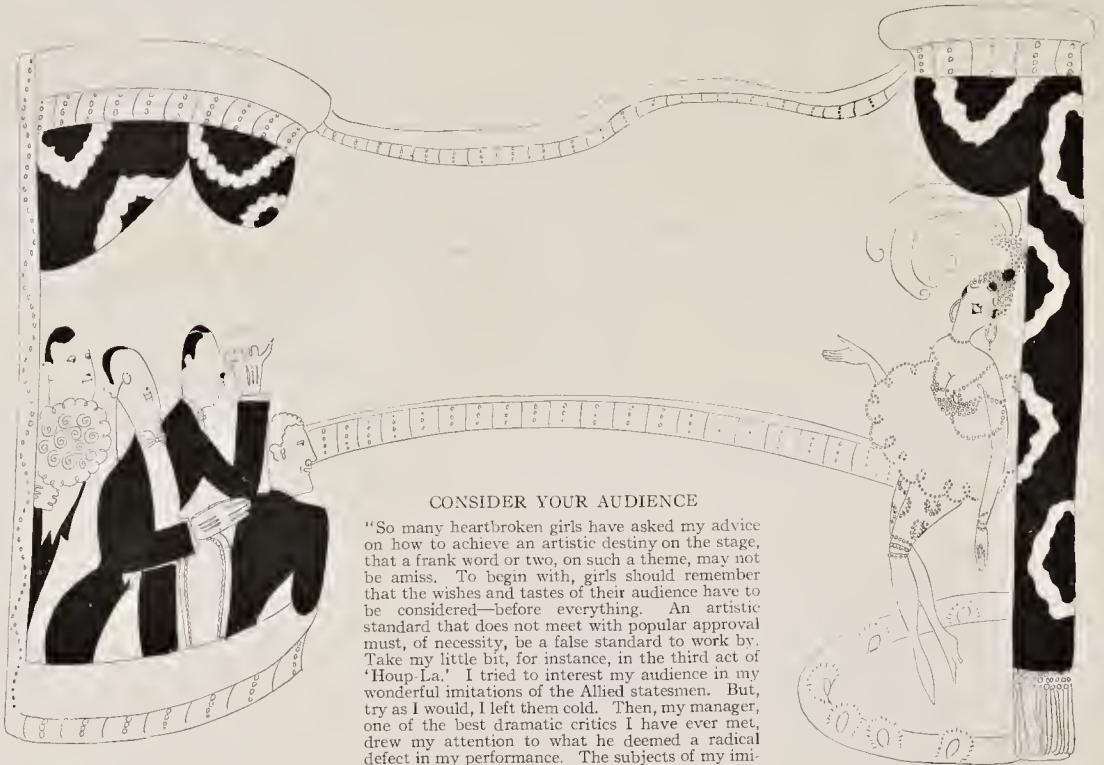 CONSIDER YOUR AUDIENCE
"So many heartbroken girls have asked my advice
on how to achieve an artistic destiny on the stage,
that a frank word or two, on such a theme, may not
be amiss. To begin with, girls should remember
that the wishes and tastes of their audience have to
be considered—before everything. An artistic
standard that does not meet with popular approval
must, of necessity, be a false standard to work by.
Take my little bit, for instance, in the third act of
'Houp-La.' I tried to interest my audience in my
wonderful imitations of the Allied statesmen. But,
try as I would, I left them cold. Then, my manager,
one of the best dramatic critics I have ever met,
drew my attention to what he deemed a radical
defect in my performance. The subjects of my imi-